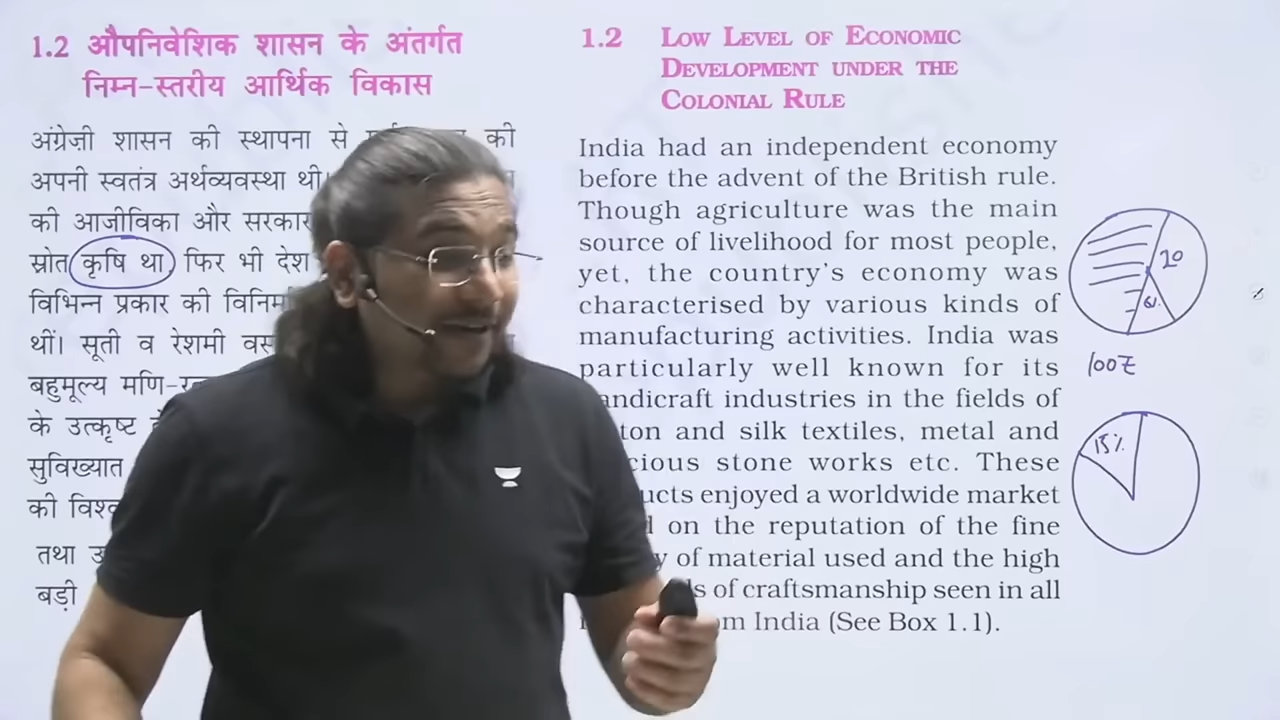 1.2 औपनिवेशिक शासन के अंतर्गत
निम्न-स्तरीय आर्थिक विकास
अंग्रेज़ी शासन की स्थापना से की
अपनी स्वतंत्र अर्थव्यवस्था थी।
की आजीविका और सरकार
स्रोत कृषि था, फिर भी देश
विभिन्न प्रकार की
थीं। सूती व रेशमी
बहुमूल्य
के उत्कृष्ट
सुविख्यात
की
तथा
बड़ी
1.2 LOW LEVEL OF ECONOMIC
DEVELOPMENT UNDER THE
COLONIAL RULE
India had an independent economy
before the advent of the British rule.
Though agriculture was the main
source of livelihood for most people,
yet, the country's economy was
characterised by various kinds of
manufacturing activities. India was
particularly well known for its
andicraft industries in the fields of
ton and silk textiles, metal and
cious stone works etc. These
ucts enjoyed a worldwide market
d on the reputation of the fine
y of material used and the high
s of craftsmanship seen in all
m India (See Box 1.1).
20
100
15%